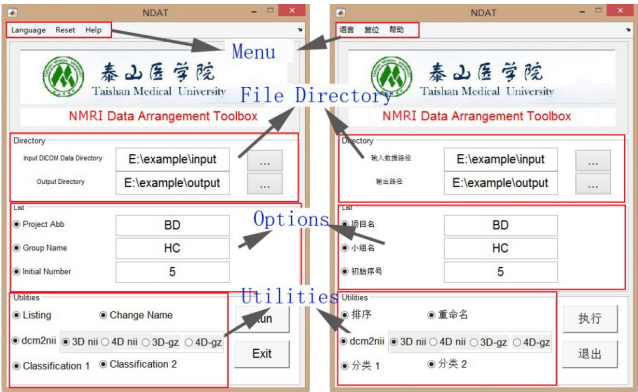 NDAT
Language Reset Help
泰山医学院
Taishan Medical University
NMRI Data Arrangement Toolbox
Directory
Input DICOM Data Directory E:\example\input ...
Output Directory E:\example\output ...
List
Project Abb BD
Group Name HC
Initial Number 5
Utilities
Listing Change Name
dcm2nii 3D nii 4D nii 3D-gz 4D-gz
Classification 1 Classification 2
Exit
Menu
File Directory
Options
Utilities
NDAT
语言 复位 帮助
泰山医学院
Taishan Medical University
NMRI Data Arrangement Toolbox
Directory
输入数据路径 E:\example\input ...
输出路径 E:\example\output ...
List
项目名 BD
小组名 HC
初始序号 5
Utilities
排序 重命名
dcm2nii 3D nii 4D nii 3D-gz 4D-gz
分类 1 分类 2
执行
退出